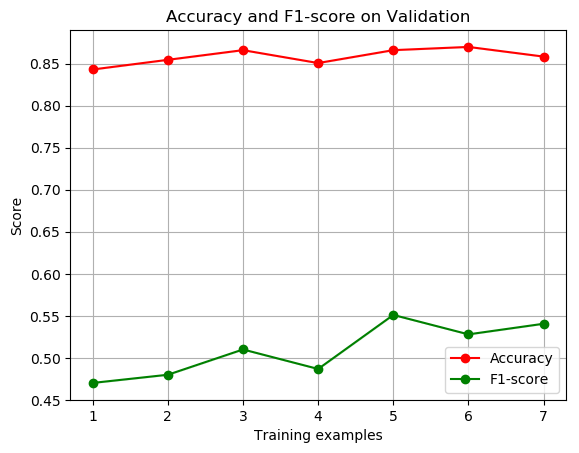 Accuracy and F1-score on Validation
Score
0.85
0.80
0.75
0.70
0.65
0.60
0.55
0.50
0.45
1 2 3 4 5 6 7
Training examples
Accuracy
F1-score